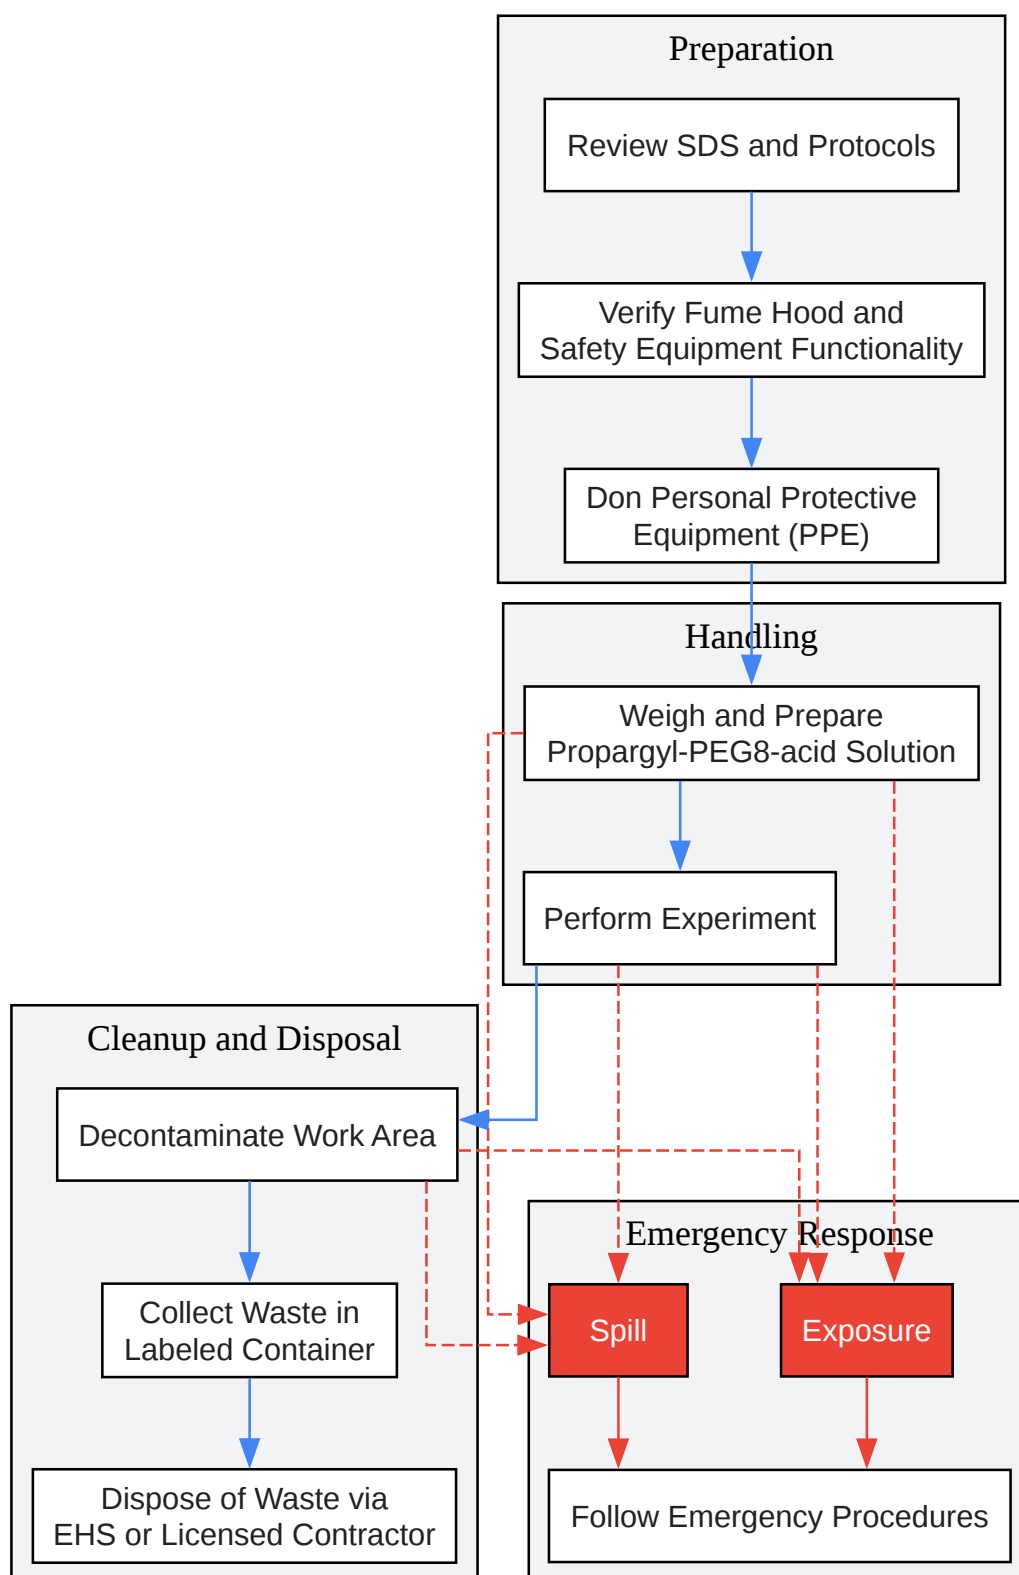 Preparation
Review SDS and Protocols
Verify Fume Hood and
Safety Equipment Functionality
Don Personal Protective
Equipment (PPE)
Handling
Weigh and Prepare
Propargyl-PEG8-acid Solution
Perform Experiment
Cleanup and Disposal
Decontaminate Work Area
Collect Waste in
Labeled Container
Dispose of Waste via
EHS or Licensed Contractor
Emergency Response
Spill
Exposure
Follow Emergency Procedures